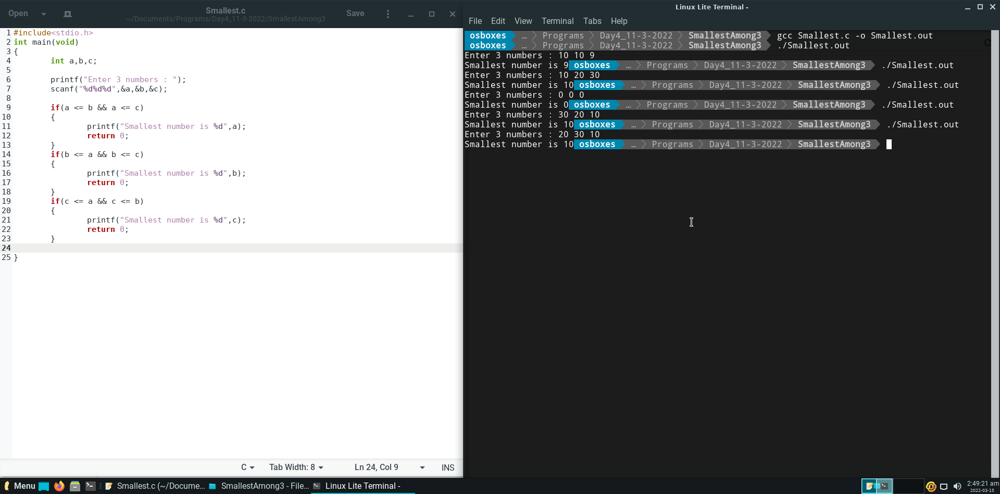 Open
Smallest.c
~/Documents/Programs/Day4_11-3-2022/SmallestAmong3
Save
1 #include<stdio.h>
2 int main(void)
3 {
4 int a,b,c;
5
6 printf("Enter 3 numbers : ");
7 scanf("%d%d%d",&a,&b,&c);
8
9 if(a <= b && a <= c)
10 {
11 printf("Smallest number is %d",a);
12 return 0;
13 }
14 if(b <= a && b <= c)
15 {
16 printf("Smallest number is %d",b);
17 return 0;
18 }
19 if(c <= a && c <= b)
20 {
21 printf("Smallest number is %d",c);
22 return 0;
23 }
24
25 }
C Tab Width: 8 Ln 24, Col 9 INS
Linux Lite Terminal -
File Edit View Terminal Tabs Help
osboxes … Programs Day4_11-3-2022 SmallestAmong3 gcc Smallest.c -o Smallest.out
osboxes … Programs Day4_11-3-2022 SmallestAmong3 ./Smallest.out
Enter 3 numbers : 10 10 9
Smallest number is 9 osboxes … Programs Day4_11-3-2022 SmallestAmong3 ./Smallest.out
Enter 3 numbers : 10 20 30
Smallest number is 10 osboxes … Programs Day4_11-3-2022 SmallestAmong3 ./Smallest.out
Enter 3 numbers : 0 0 0
Smallest number is 0 osboxes … Programs Day4_11-3-2022 SmallestAmong3 ./Smallest.out
Enter 3 numbers : 30 20 10
Smallest number is 10 osboxes … Programs Day4_11-3-2022 SmallestAmong3 ./Smallest.out
Enter 3 numbers : 20 30 10
Smallest number is 10 osboxes … Programs Day4_11-3-2022 SmallestAmong3
Menu Smallest.c (~/Docume... SmallestAmong3 - File... Linux Lite Terminal - 2:49:21 am
2022-03-15